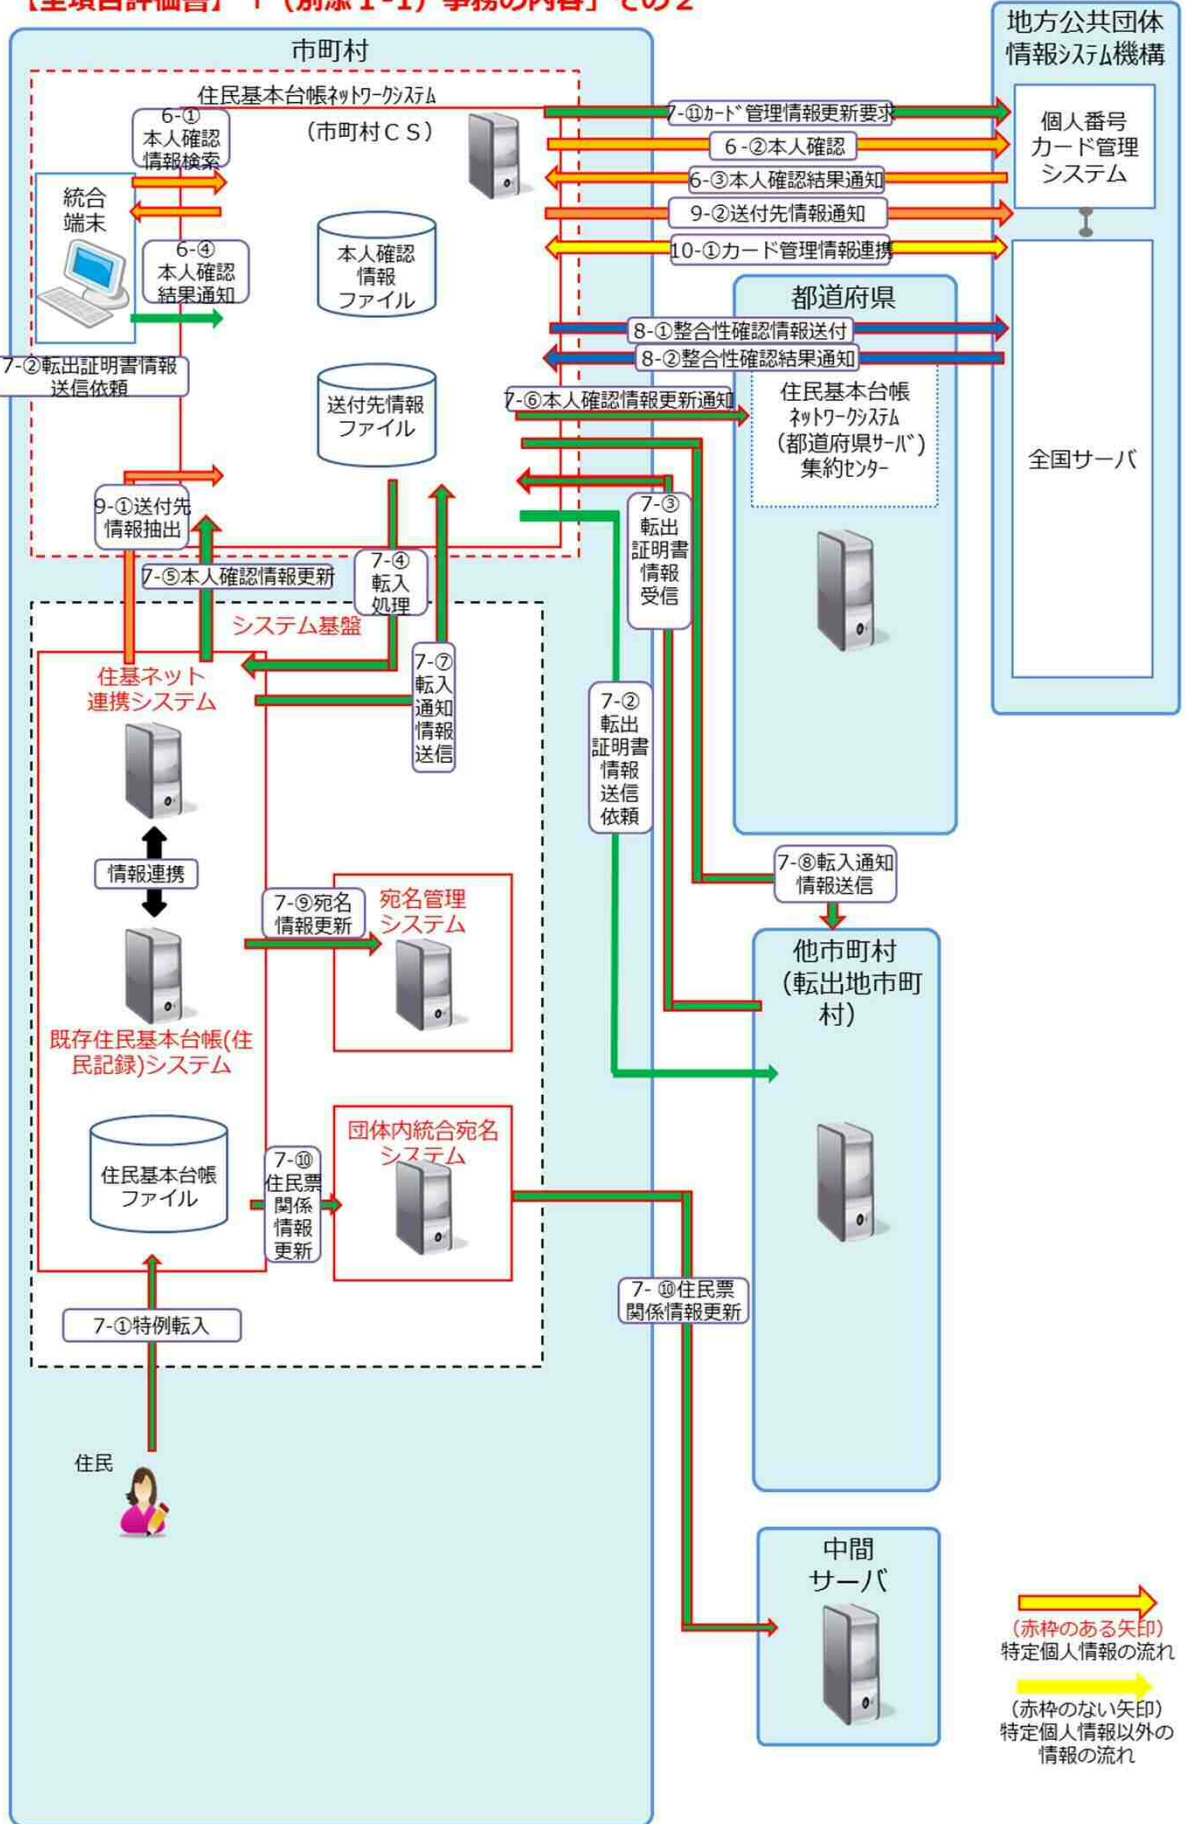 【全項目評価書】「（別添１-1）事務の内容」その２
市町村
住民基本台帳ﾈｯﾄﾜｰｸｼｽﾃﾑ
（市町村ＣＳ）
6-①
本人確認
情報検索
統合
端末
6-④
本人確認
結果通知
7-②転出証明書情報
送信依頼
本人確認
情報
ファイル
送付先情報
ファイル
9-①送付先
情報抽出
7-⑤本人確認情報更新
7-④
転入
処理
7-⑦
転入
通知
情報
送信
7-⑪ｶｰﾄﾞ管理情報更新要求
6-②本人確認
6-③本人確認結果通知
9-②送付先情報通知
10-①カード管理情報連携
8-①整合性確認情報送付
8-②整合性確認結果通知
7-⑥本人確認情報更新通知
地方公共団体
情報ｼｽﾃﾑ機構
個人番号
カード管理
システム
全国サーバ
都道府県
住民基本台帳
ﾈｯﾄﾜｰｸｼｽﾃﾑ
（都道府県ｻｰﾊﾞ）
集約ｾﾝﾀｰ
7-③
転出
証明書
情報
受信
7-②
転出
証明書
情報
送信
依頼
システム基盤
住基ネット
連携システム
情報連携
既存住民基本台帳(住
民記録)システム
住民基本台帳
ファイル
7-⑨宛名
情報更新
宛名管理
システム
7-⑩
住民票
関係
情報
更新
団体内統合宛名
システム
7-①特例転入
住民
7-⑧転入通知
情報送信
他市町村
（転出地市町
村）
7- ⑩住民票
関係情報更新
中間
サーバ
（赤枠のある矢印）
特定個人情報の流れ
（赤枠のない矢印）
特定個人情報以外の
情報の流れ